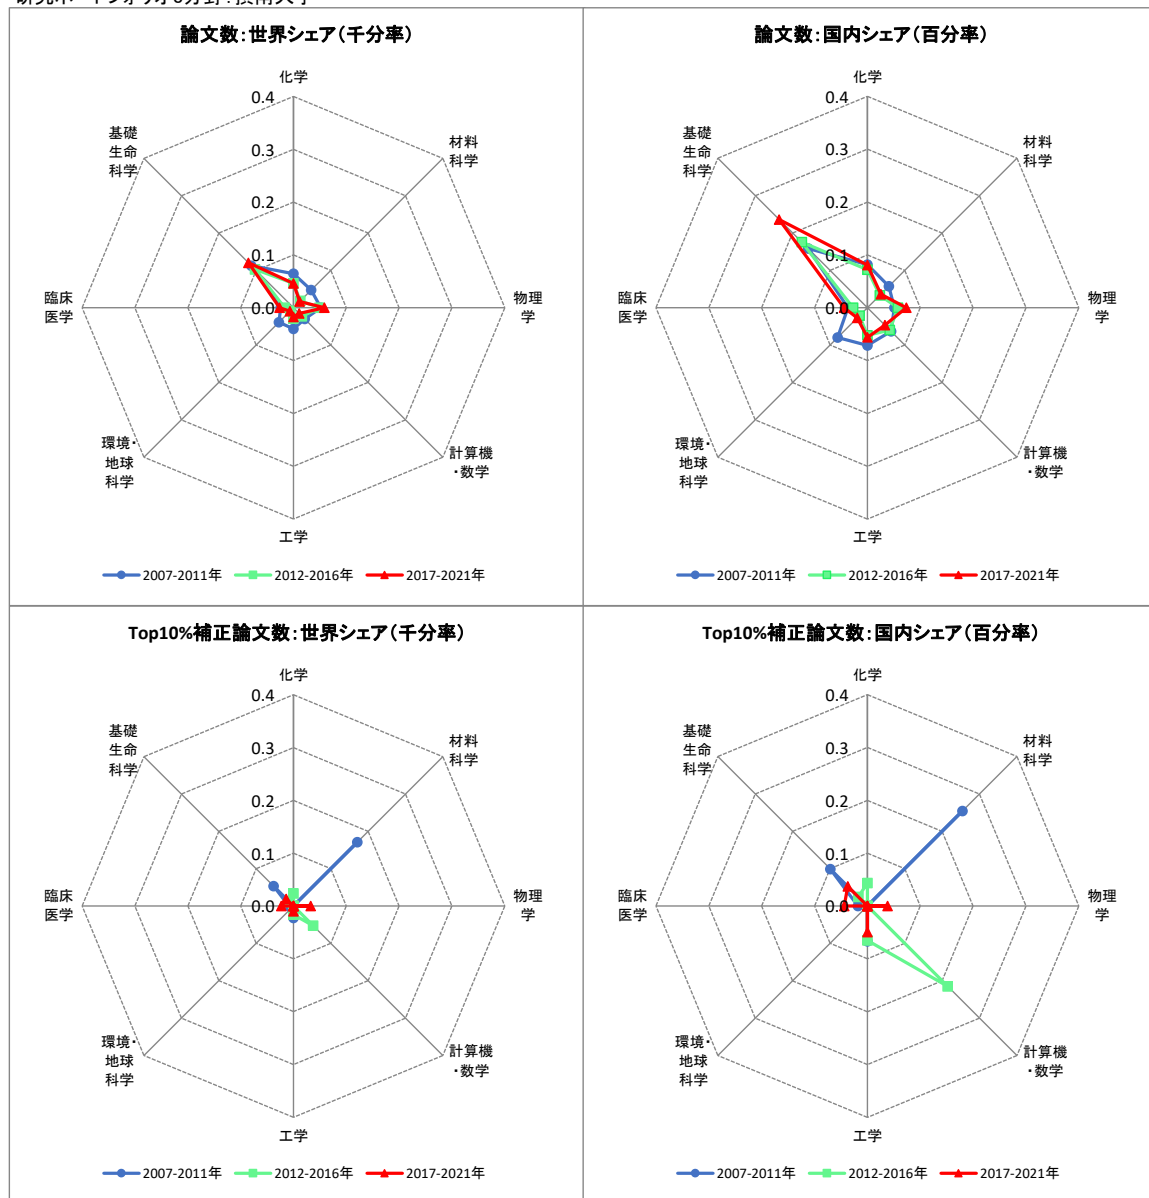 論文数：世界シェア（千分率）
化学
0.4
0.3
0.2
0.1
0.0
材料
科学
物理
学
計算機
・数学
工学
環境・
地球
科学
臨床
医学
基礎
生命
科学
2007-2011年
2012-2016年
2017-2021年
論文数：国内シェア（百分率）
化学
0.4
0.3
0.2
0.1
0.0
材料
科学
物理
学
計算機
・数学
工学
環境・
地球
科学
臨床
医学
基礎
生命
科学
2007-2011年
2012-2016年
2017-2021年
Top10%補正論文数：世界シェア（千分率）
化学
0.4
0.3
0.2
0.1
0.0
材料
科学
物理
学
計算機
・数学
工学
環境・
地球
科学
臨床
医学
基礎
生命
科学
2007-2011年
2012-2016年
2017-2021年
Top10%補正論文数：国内シェア（百分率）
化学
0.4
0.3
0.2
0.1
0.0
材料
科学
物理
学
計算機
・数学
工学
環境・
地球
科学
臨床
医学
基礎
生命
科学
2007-2011年
2012-2016年
2017-2021年